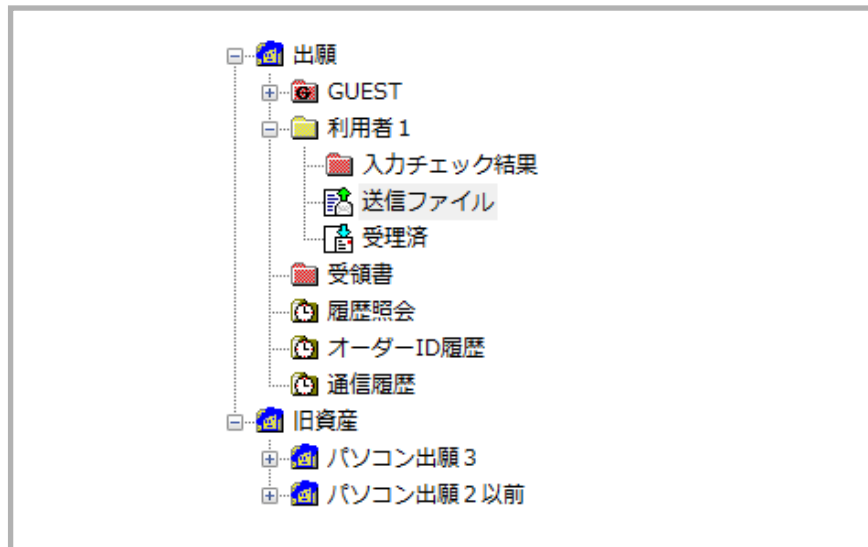 出願
GUEST
利用者１
入力チェック結果
送信ファイル
受理済
受領書
履歴照会
オーダーID履歴
通信履歴
旧資産
パソコン出願３
パソコン出願２以前